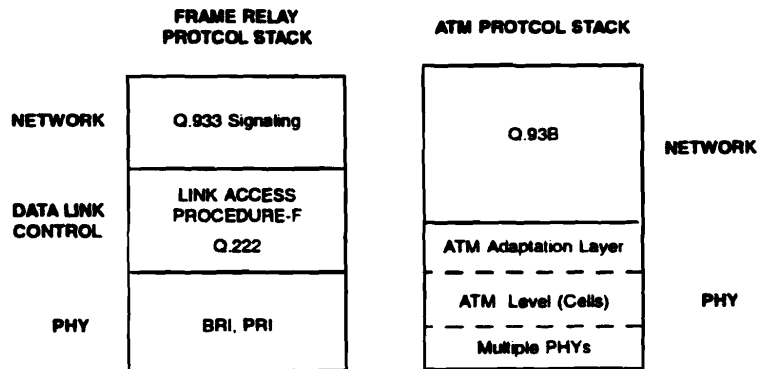 FRAME RELAY
PROTCOL STACK
NETWORK
Q.933 Signaling
DATA LINK
CONTROL
LINK ACCESS
PROCEDURE-F
Q.222
PHY
BRI, PRI
ATM PROTCOL STACK
Q.93B
NETWORK
ATM Adaptation Layer
ATM Level (Cells)
PHY
Multiple PHYs